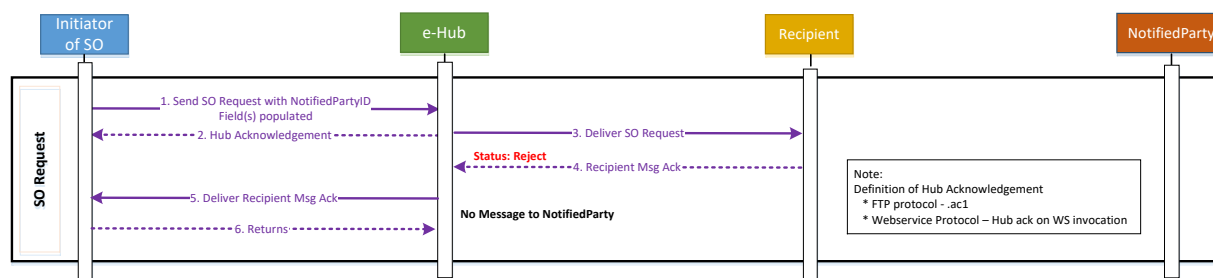 Initiator
of SO
e-Hub
Recipient
NotifiedParty
SO Request
1. Send SO Request with NotifiedPartyID
Field(s) populated
2. Hub Acknowledgement
3. Deliver SO Request
Status: Reject
4. Recipient Msg Ack
5. Deliver Recipient Msg Ack
No Message to NotifiedParty
6. Returns
Note:
Definition of Hub Acknowledgement
* FTP protocol - .ac1
* Webservice Protocol – Hub ack on WS invocation